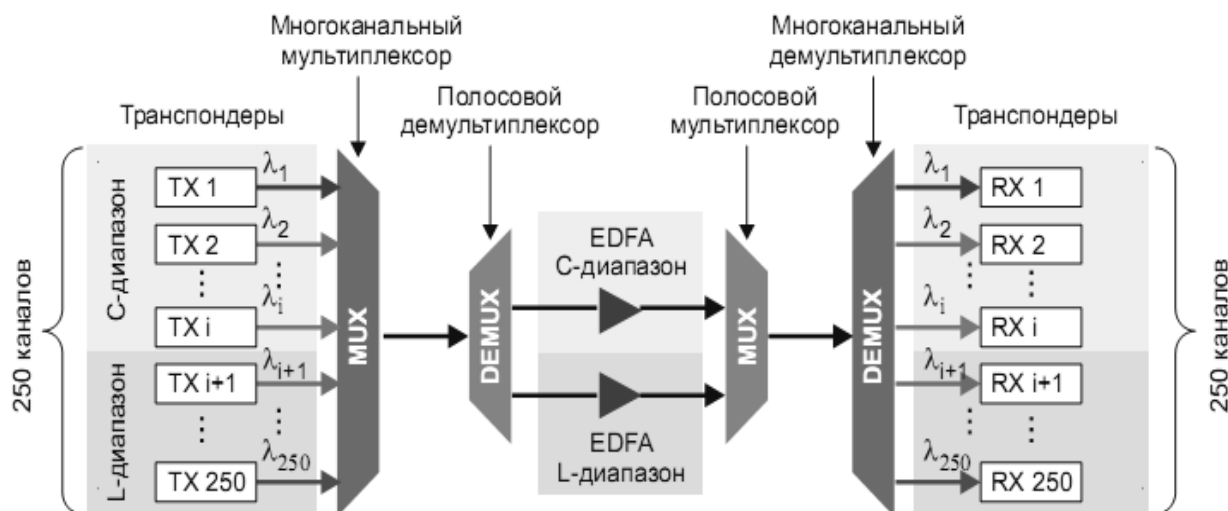 Многоканальный
мультиплексор
Многоканальный
демультиплексор
Полосовой
демультиплексор
Полосовой
мультиплексор
Транспондеры
Транспондеры
250 каналов
С-диапазон
L-диапазон
TX 1
λ1
TX 2
λ2
TX i
λi
TX i+1
λi+1
TX 250
λ250
MUX
DEMUX
EDFA
С-диапазон
EDFA
L-диапазон
MUX
DEMUX
λ1
RX 1
λ2
RX 2
λi
RX i
λi+1
RX i+1
λ250
RX 250
250 каналов